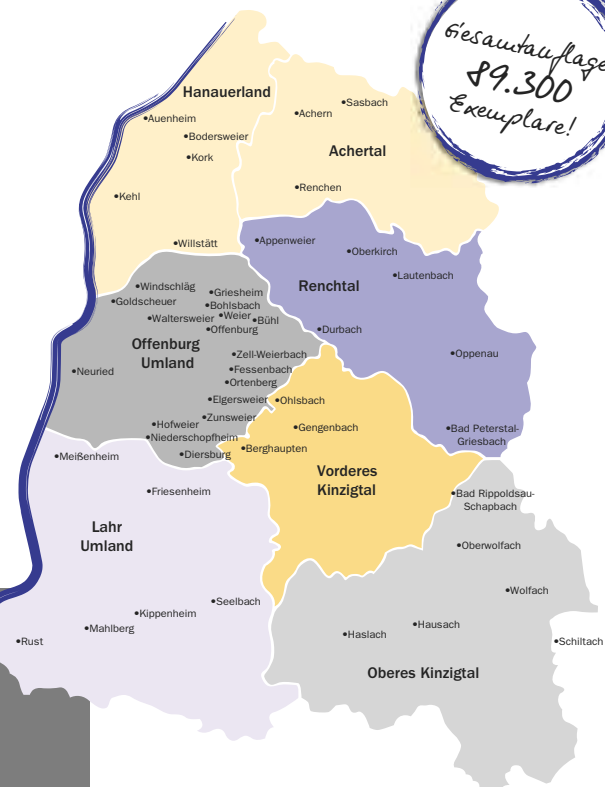 Gesamtauflage
89.300
Exemplare!
Hanauerland
•Sasbach
•Achern
•Auenheim
•Bodersweier
Achertal
•Kork
•Renchen
•Kehl
•Willstätt
•Appenweier
•Oberkirch
•Lautenbach
Renchtal
•Windschläg
•Griesheim
•Goldscheuer
•Bohlsbach
•Waltersweier
•Weier
•Bühl
•Offenburg
•Durbach
Offenburg
Umland
•Zell-Weierbach
•Oppenau
•Fessenbach
•Neuried
•Ortenberg
•Elgersweier
•Ohlsbach
•Zunsweier
•Hofweier
•Gengenbach
•Bad Peterstal-
Griesbach
•Niederschopfheim
•Berghaupten
•Diersburg
•Meißenheim
Vorderes
Kinzigtal
•Friesenheim
•Bad Rippoldsau-
Schapbach
Lahr
Umland
•Oberwolfach
•Wolfach
•Seelbach
•Kippenheim
•Mahlberg
•Hausach
•Haslach
•Rust
•Schiltach
Oberes Kinzigtal